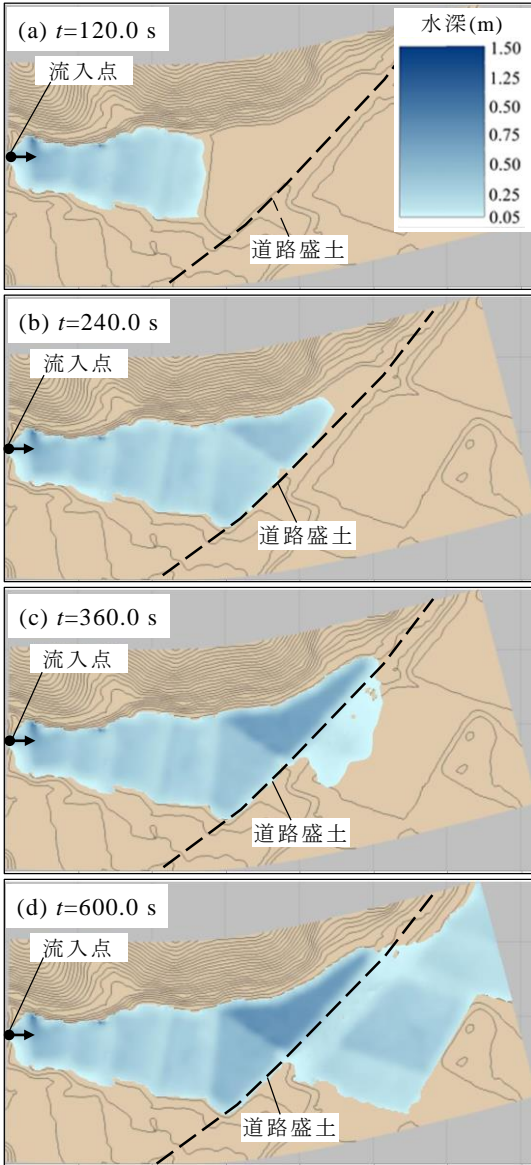 (a) t=120.0 s
流入点
道路盛土
水深(m)
1.50
1.25
1.00
0.75
0.50
0.25
0.05
(b) t=240.0 s
流入点
道路盛土
(c) t=360.0 s
流入点
道路盛土
(d) t=600.0 s
流入点
道路盛土